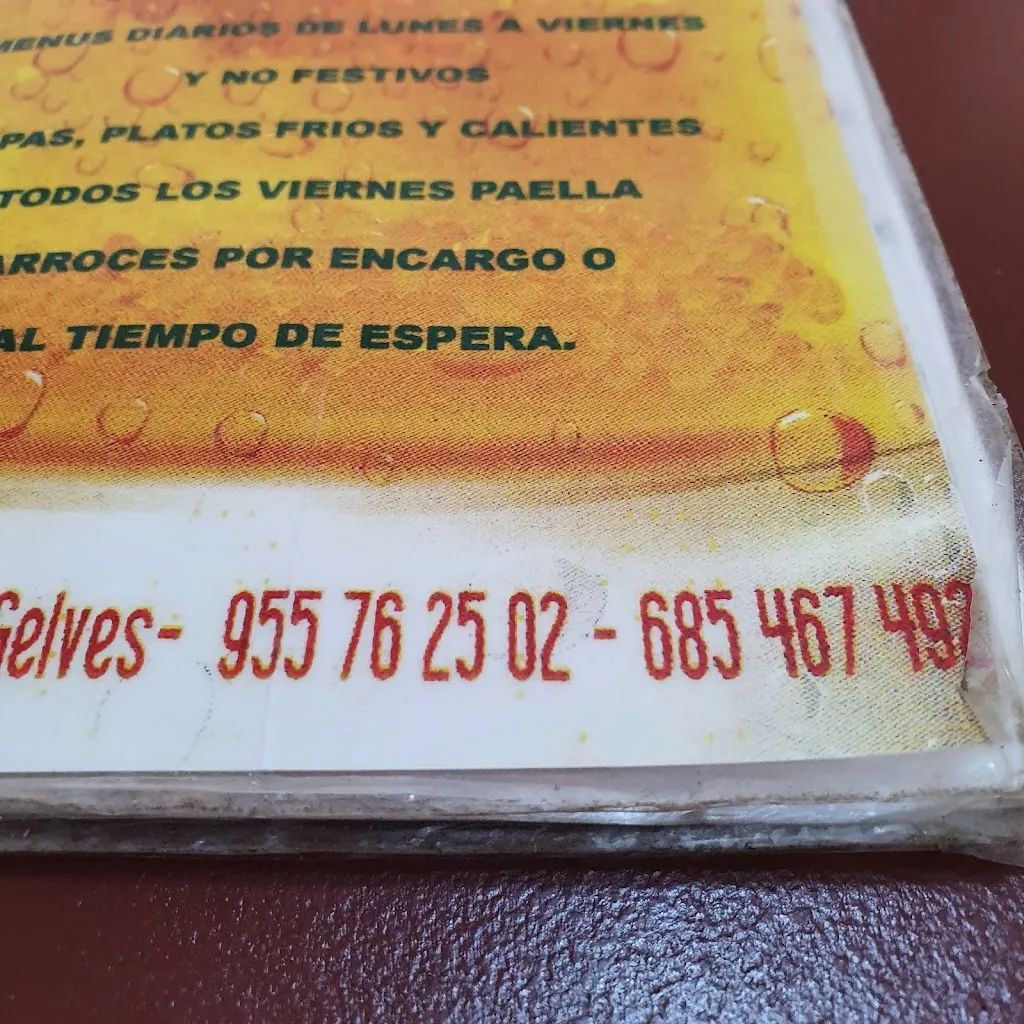 MENUS DIARIOS DE LUNES A VIERNES
Y NO FESTIVOS
PAS, PLATOS FRIOS Y CALIENTES
TODOS LOS VIERNES PAELLA
ARROCES POR ENCARGO O
AL TIEMPO DE ESPERA.
Gelves- 955 76 25 02 - 685 467 497